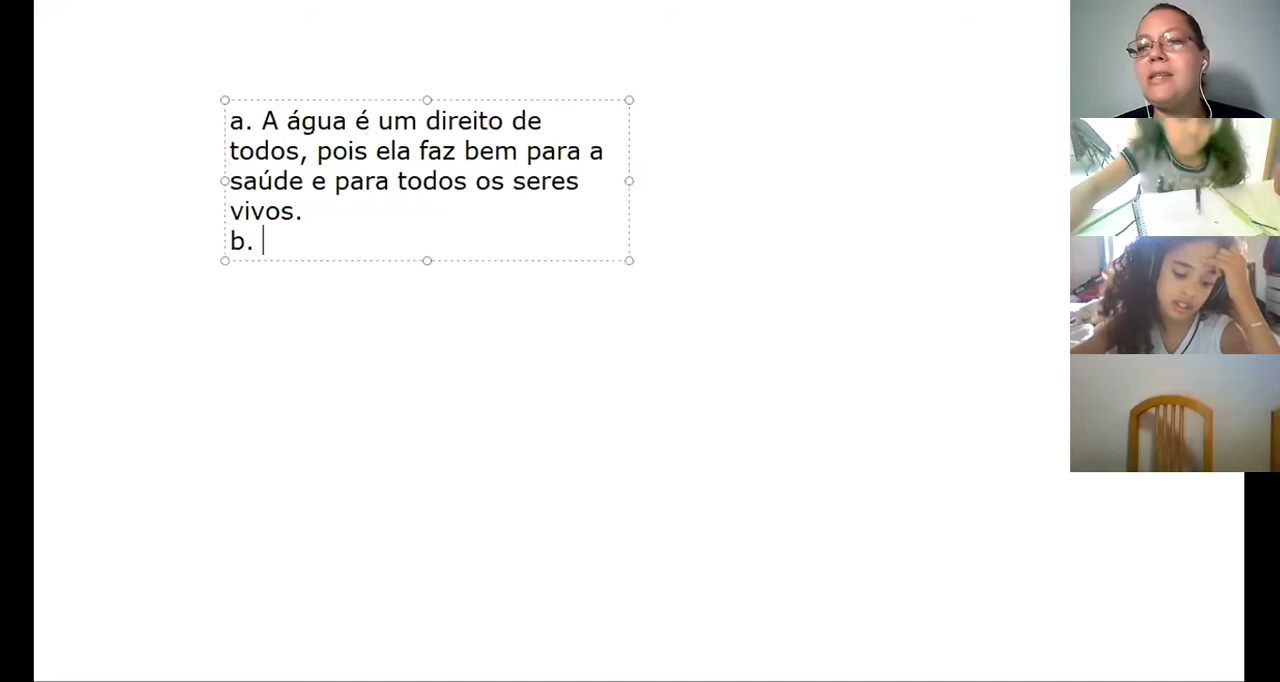 a. A água é um direito de
todos, pois ela faz bem para a
saúde e para todos os seres
vivos.
b.